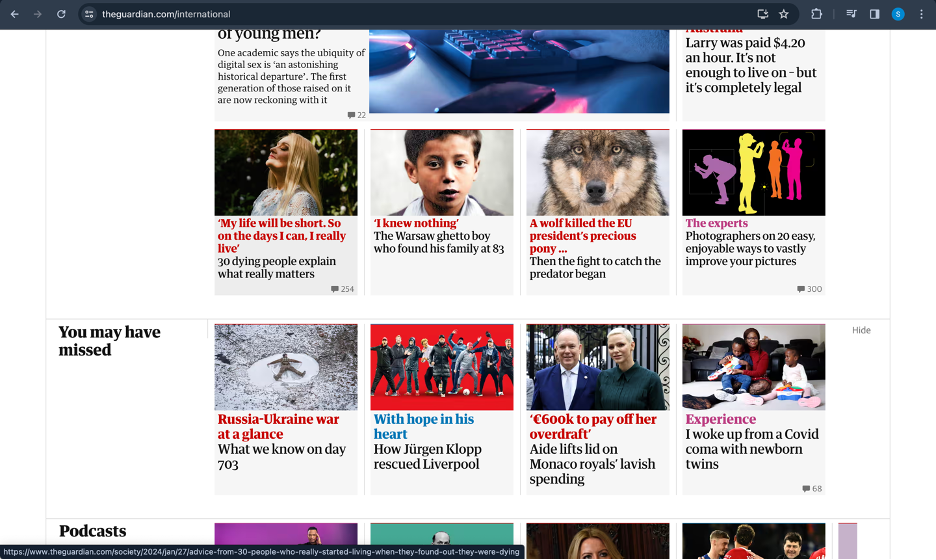 theguardian.com/international
S
of young men?
One academic says the ubiquity of
digital sex is ‘an astonishing
historical departure’. The first
generation of those raised on it
are now reckoning with it
22
Australia
Larry was paid $4.20
an hour. It’s not
enough to live on – but
it’s completely legal
‘My life will be short. So
on the days I can, I really
live’
30 dying people explain
what really matters
254
‘I knew nothing’
The Warsaw ghetto boy
who found his family at 83
A wolf killed the EU
president’s precious
pony ...
Then the fight to catch the
predator began
The experts
Photographers on 20 easy,
enjoyable ways to vastly
improve your pictures
300
You may have
missed
Hide
Russia-Ukraine war
at a glance
What we know on day
703
With hope in his
heart
How Jürgen Klopp
rescued Liverpool
‘€600k to pay off her
overdraft’
Aide lifts lid on
Monaco royals’ lavish
spending
Experience
I woke up from a Covid
coma with newborn
twins
68
Podcasts
https://www.theguardian.com/society/2024/jan/27/advice-from-30-people-who-really-started-living-when-they-found-out-they-were-dying